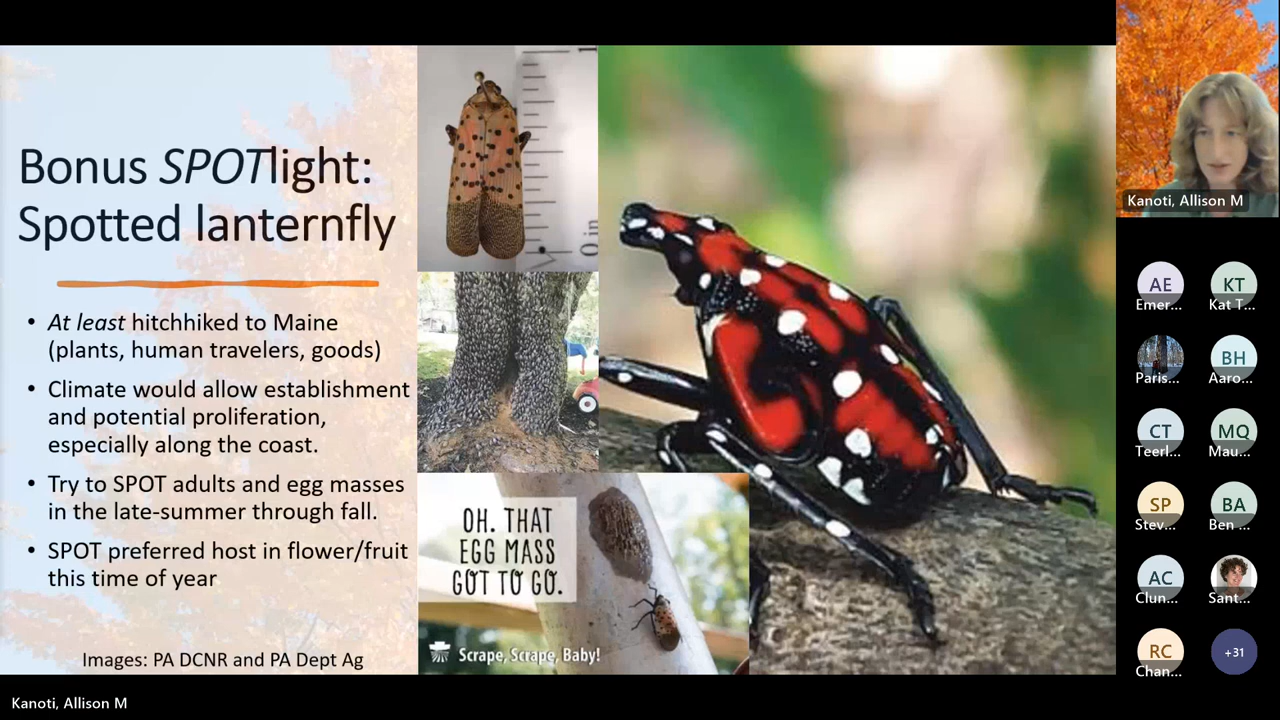 Bonus SPOTlight:
Spotted lanternfly
• At least hitchhiked to Maine
(plants, human travelers, goods)
• Climate would allow establishment
and potential proliferation,
especially along the coast.
• Try to SPOT adults and egg masses
in the late-summer through fall.
• SPOT preferred host in flower/fruit
this time of year
Images: PA DCNR and PA Dept Ag
1
0 in
OH. THAT
EGG MASS
GOT TO GO.
Scrape, Scrape, Baby!
Kanoti, Allison M
AE
Emer...
KT
Kat T...
Paris...
BH
Aaro...
CT
Teerl...
MQ
Mau...
SP
Stev...
BA
Ben ...
AC
Clun...
Sant...
RC
Chan...
+31
Kanoti, Allison M